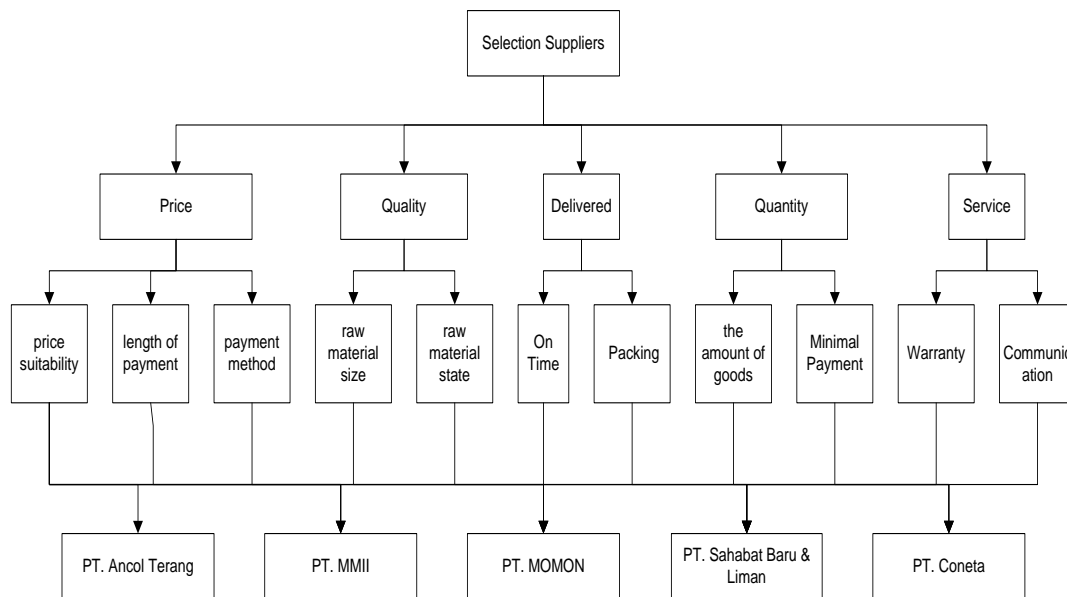 Selection Suppliers
Price
Quality
Delivered
Quantity
Service
price
suitability
length of
payment
payment
method
raw
material
size
raw
material
state
On
Time
Packing
the
amount of
goods
Minimal
Payment
Warranty
Communic
ation
PT. Ancol Terang
PT. MMII
PT. MOMON
PT. Sahabat Baru &
Liman
PT. Coneta